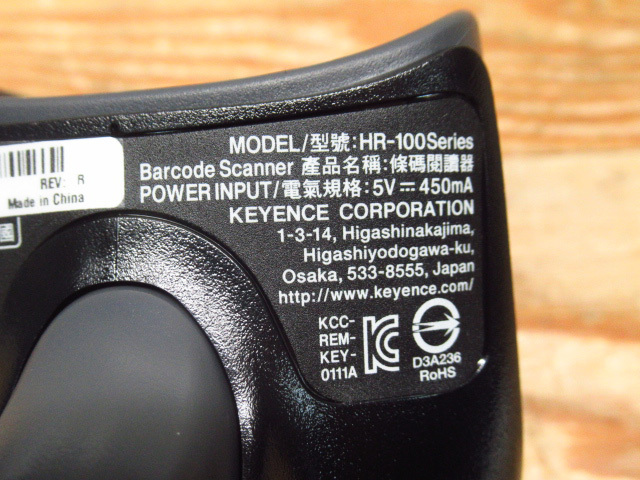 MODEL/型號:HR-100Series
Barcode Scanner 產品名稱:條碼閱讀器
POWER INPUT/電氣規格:5V⎓450mA
KEYENCE CORPORATION
1-3-14, Higashinakajima,
Higashiyodogawa-ku,
Osaka, 533-8555, Japan
http://www.keyence.com/
KCC-
REM-
KEY-
0111A
D3A236
RoHS
REV: R
Made in China